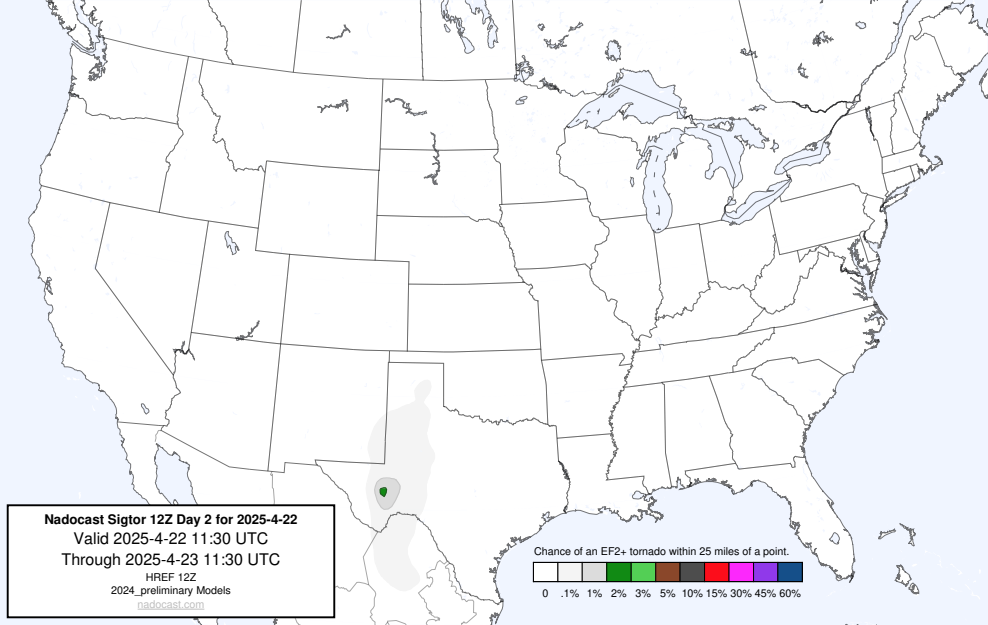 Nadocast Sigtor 12Z Day 2 for 2025-4-22
Valid 2025-4-22 11:30 UTC
Through 2025-4-23 11:30 UTC
HREF 12Z
2024_preliminary Models
nadocast.com
Chance of an EF2+ tornado within 25 miles of a point.
0 .1% 1% 2% 3% 5% 10% 15% 30% 45% 60%